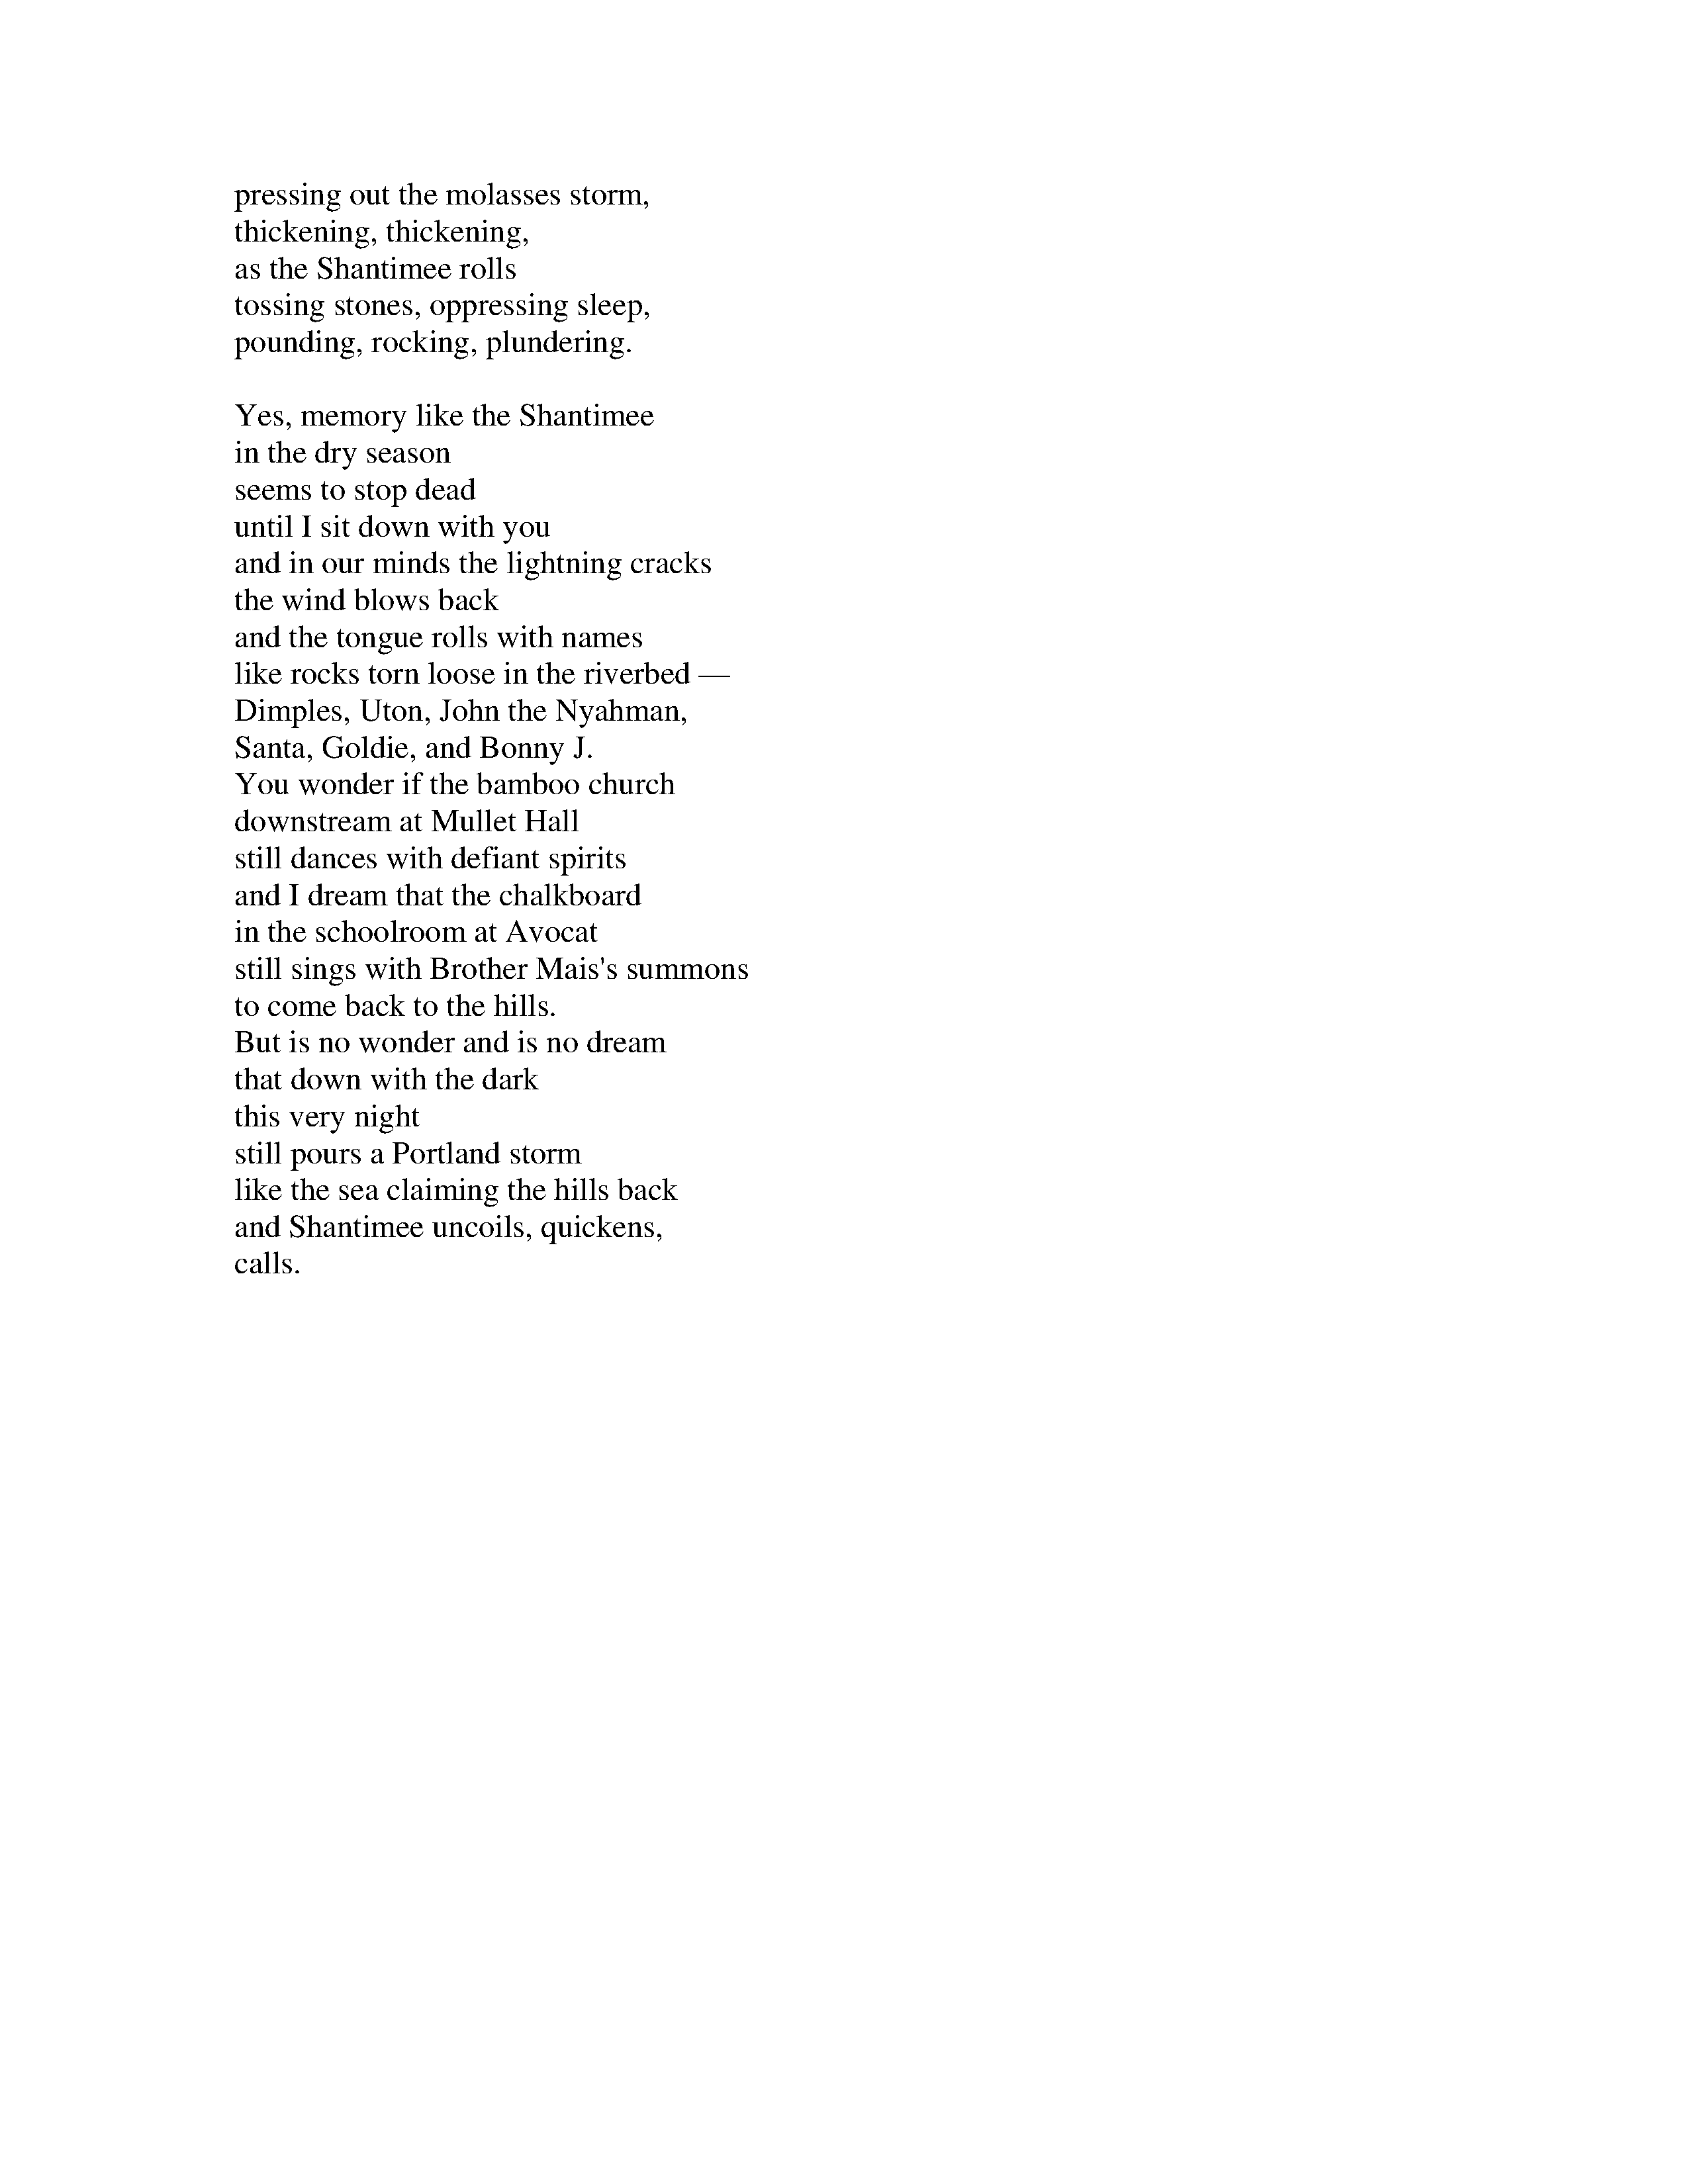 pressing out the molasses storm,
thickening, thickening,
as the Shantimee rolls
tossing stones, oppressing sleep,
pounding, rocking, plundering.

Yes, memory like the Shantimee
in the dry season
seems to stop dead
until I sit down with you
and in our minds the lightning cracks
the wind blows back
and the tongue rolls with names
like rocks torn loose in the riverbed —
Dimples, Uton, John the Nyahman,
Santa, Goldie, and Bonny J.
You wonder if the bamboo church
downstream at Mullet Hall
still dances with defiant spirits
and I dream that the chalkboard
in the schoolroom at Avocat
still sings with Brother Mais's summons
to come back to the hills.
But is no wonder and is no dream
that down with the dark
this very night
still pours a Portland storm
like the sea claiming the hills back
and Shantimee uncoils, quickens,
calls.